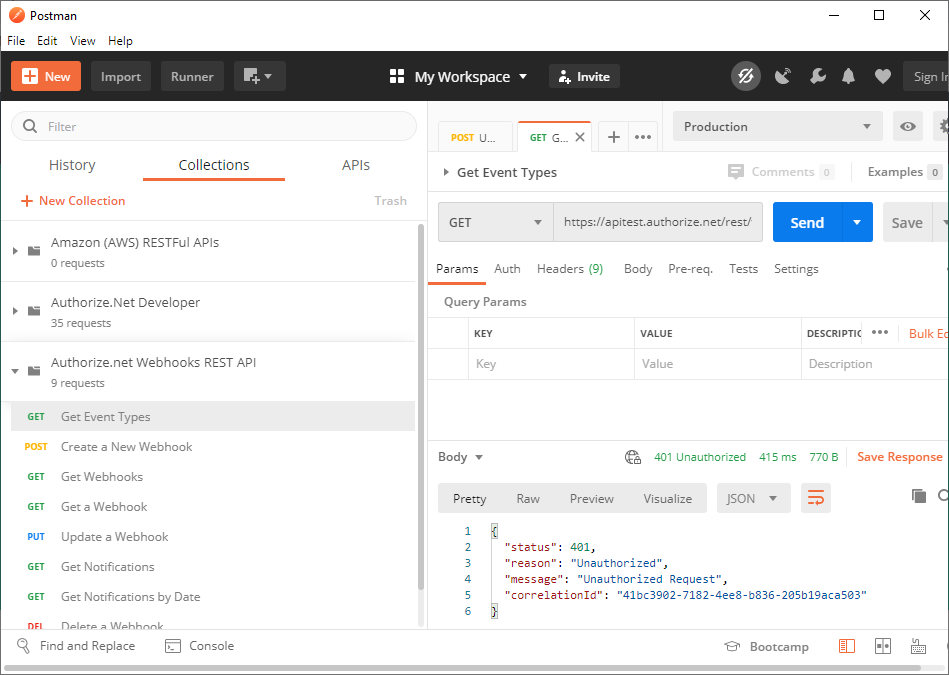 Postman
File Edit View Help
New Import Runner My Workspace Invite Sign In
Filter
History Collections APIs
New Collection Trash
Amazon (AWS) RESTFul APIs
0 requests
Authorize.Net Developer
35 requests
Authorize.net Webhooks REST API
9 requests
GET Get Event Types
POST Create a New Webhook
GET Get Webhooks
GET Get a Webhook
PUT Update a Webhook
GET Get Notifications
GET Get Notifications by Date
DEL Delete a Webhook
POST U... GET G... Production
Get Event Types Comments 0 Examples 0
GET https://apitest.authorize.net/rest/ Send Save
Params Auth Headers (9) Body Pre-req. Tests Settings
Query Params
KEY VALUE DESCRIPTIC Bulk Ec
Key Value Description
Body 401 Unauthorized 415 ms 770 B Save Response
Pretty Raw Preview Visualize JSON
1 {
2 "status": 401,
3 "reason": "Unauthorized",
4 "message": "Unauthorized Request",
5 "correlationId": "41bc3902-7182-4ee8-b836-205b19aca503"
6 }
Find and Replace Console Bootcamp